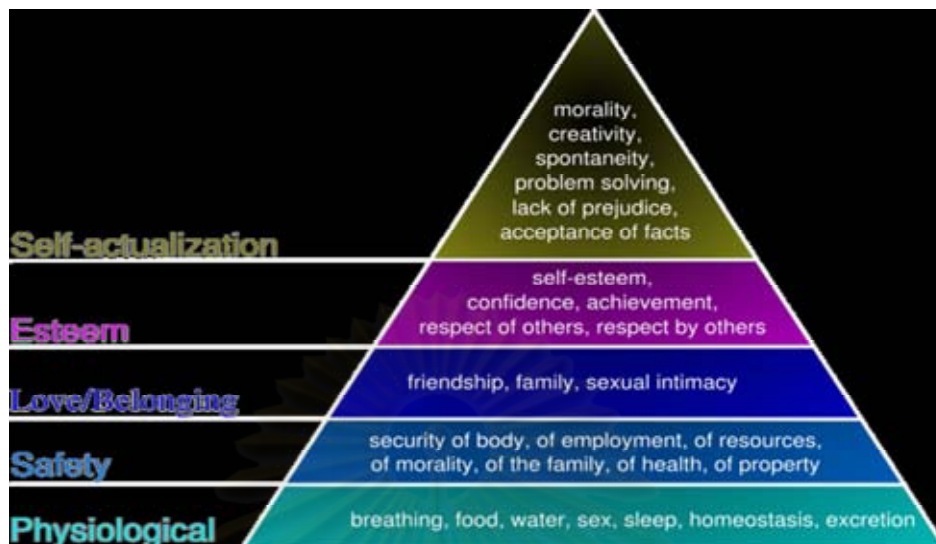 morality,
creativity,
spontaneity,
problem solving,
lack of prejudice,
acceptance of facts
Self-actualization
self-esteem,
confidence, achievement,
respect of others, respect by others
Esteem
friendship, family, sexual intimacy
Love/Belonging
security of body, of employment, of resources,
of morality, of the family, of health, of property
Safety
breathing, food, water, sex, sleep, homeostasis, excretion
Physiological